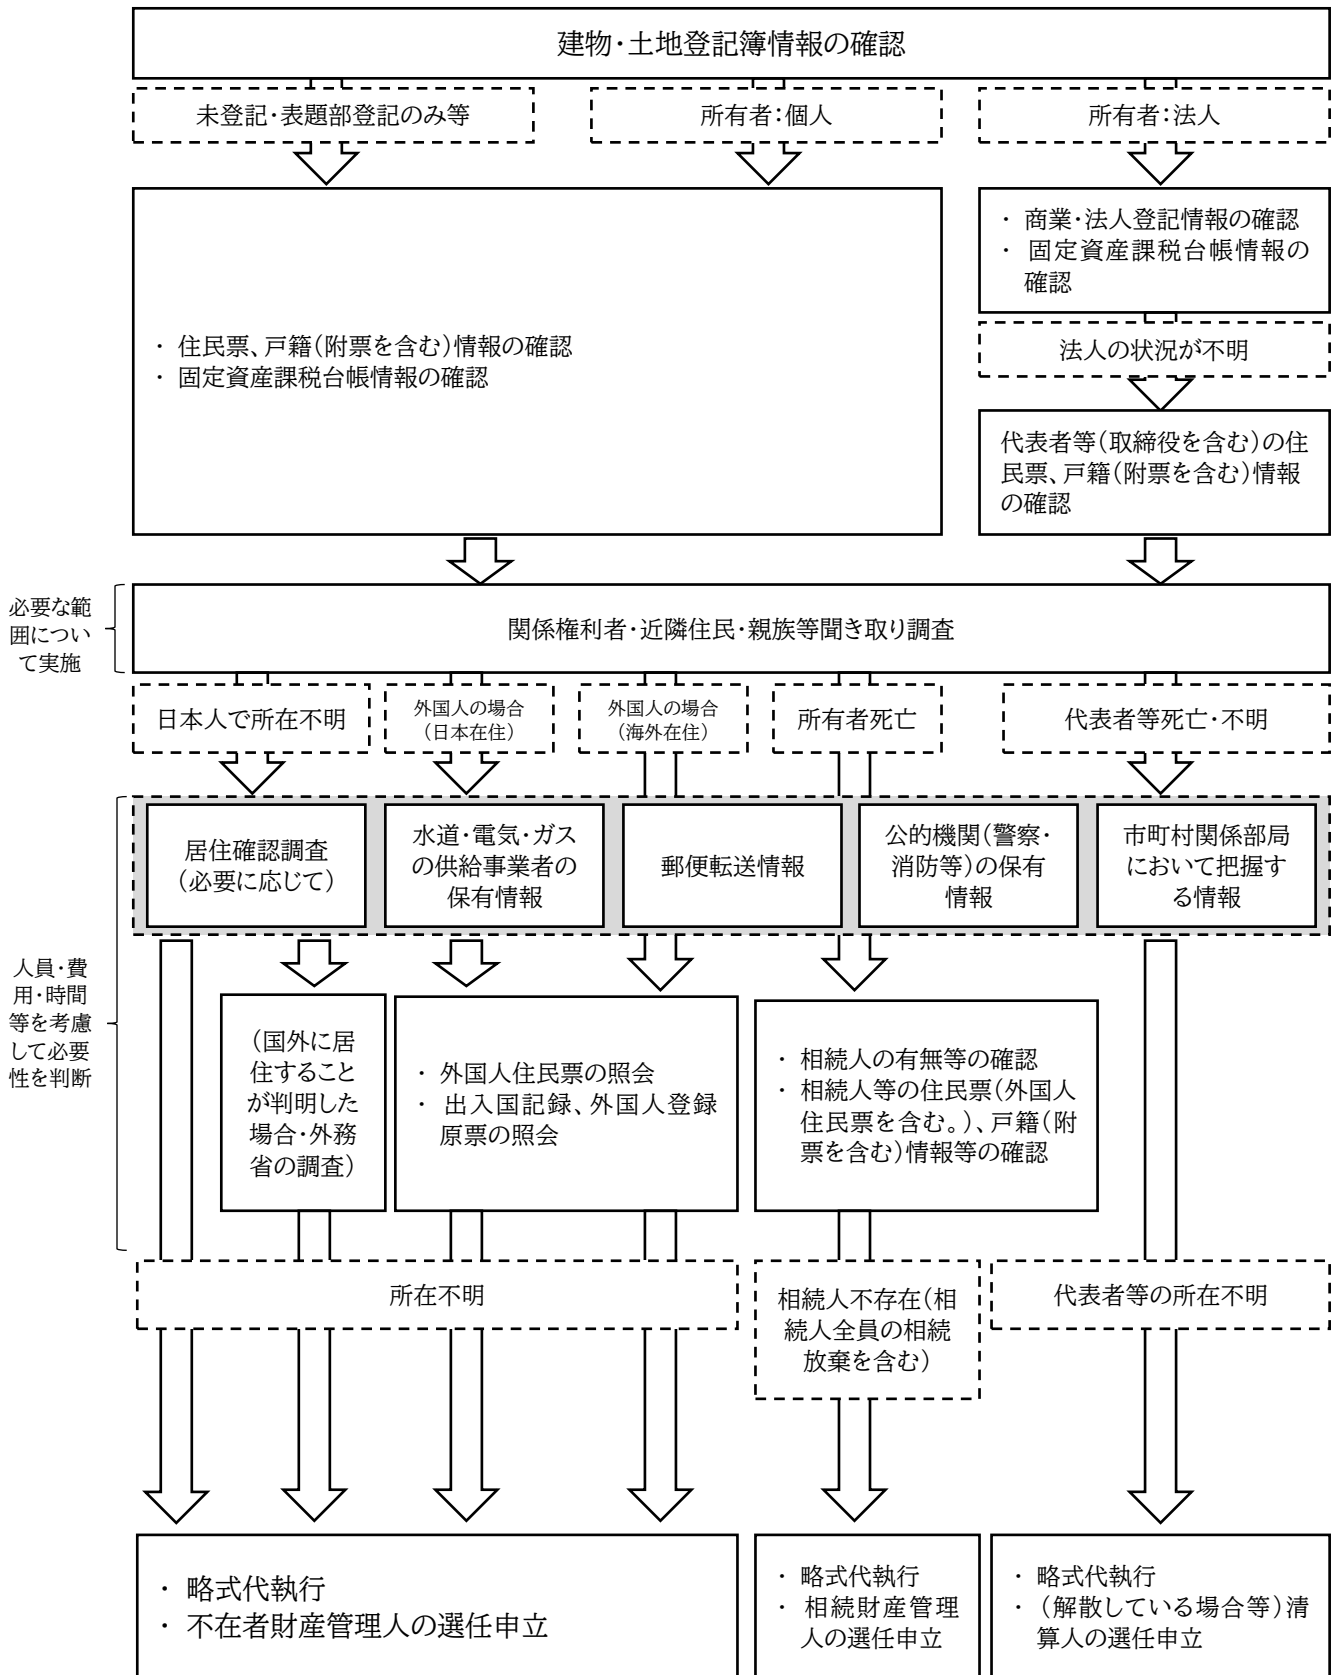 建物・土地登記簿情報の確認
未登記・表題部登記のみ等
所有者：個人
所有者：法人
・ 商業・法人登記情報の確認
・ 固定資産課税台帳情報の
確認
・ 住民票、戸籍（附票を含む）情報の確認
・ 固定資産課税台帳情報の確認
法人の状況が不明
代表者等（取締役を含む）の住
民票、戸籍（附票を含む）情報
の確認
必要な範
囲につい
て実施
関係権利者・近隣住民・親族等聞き取り調査
日本人で所在不明
外国人の場合
（日本在住）
外国人の場合
（海外在住）
所有者死亡
代表者等死亡・不明
居住確認調査
（必要に応じて）
水道・電気・ガス
の供給事業者の
保有情報
郵便転送情報
公的機関（警察・
消防等）の保有
情報
市町村関係部局
において把握す
る情報
人員・費
用・時間
等を考慮
して必要
性を判断
（国外に居
住すること
が判明した
場合・外務
省の調査）
・ 外国人住民票の照会
・ 出入国記録、外国人登録
原票の照会
・ 相続人の有無等の確認
・ 相続人等の住民票（外国人
住民票を含む。）、戸籍（附
票を含む）情報等の確認
所在不明
相続人不存在（相
続人全員の相続
放棄を含む）
代表者等の所在不明
・ 略式代執行
・ 不在者財産管理人の選任申立
・ 略式代執行
・ 相続財産管理
人の選任申立
・ 略式代執行
・ （解散している場合等）清
算人の選任申立